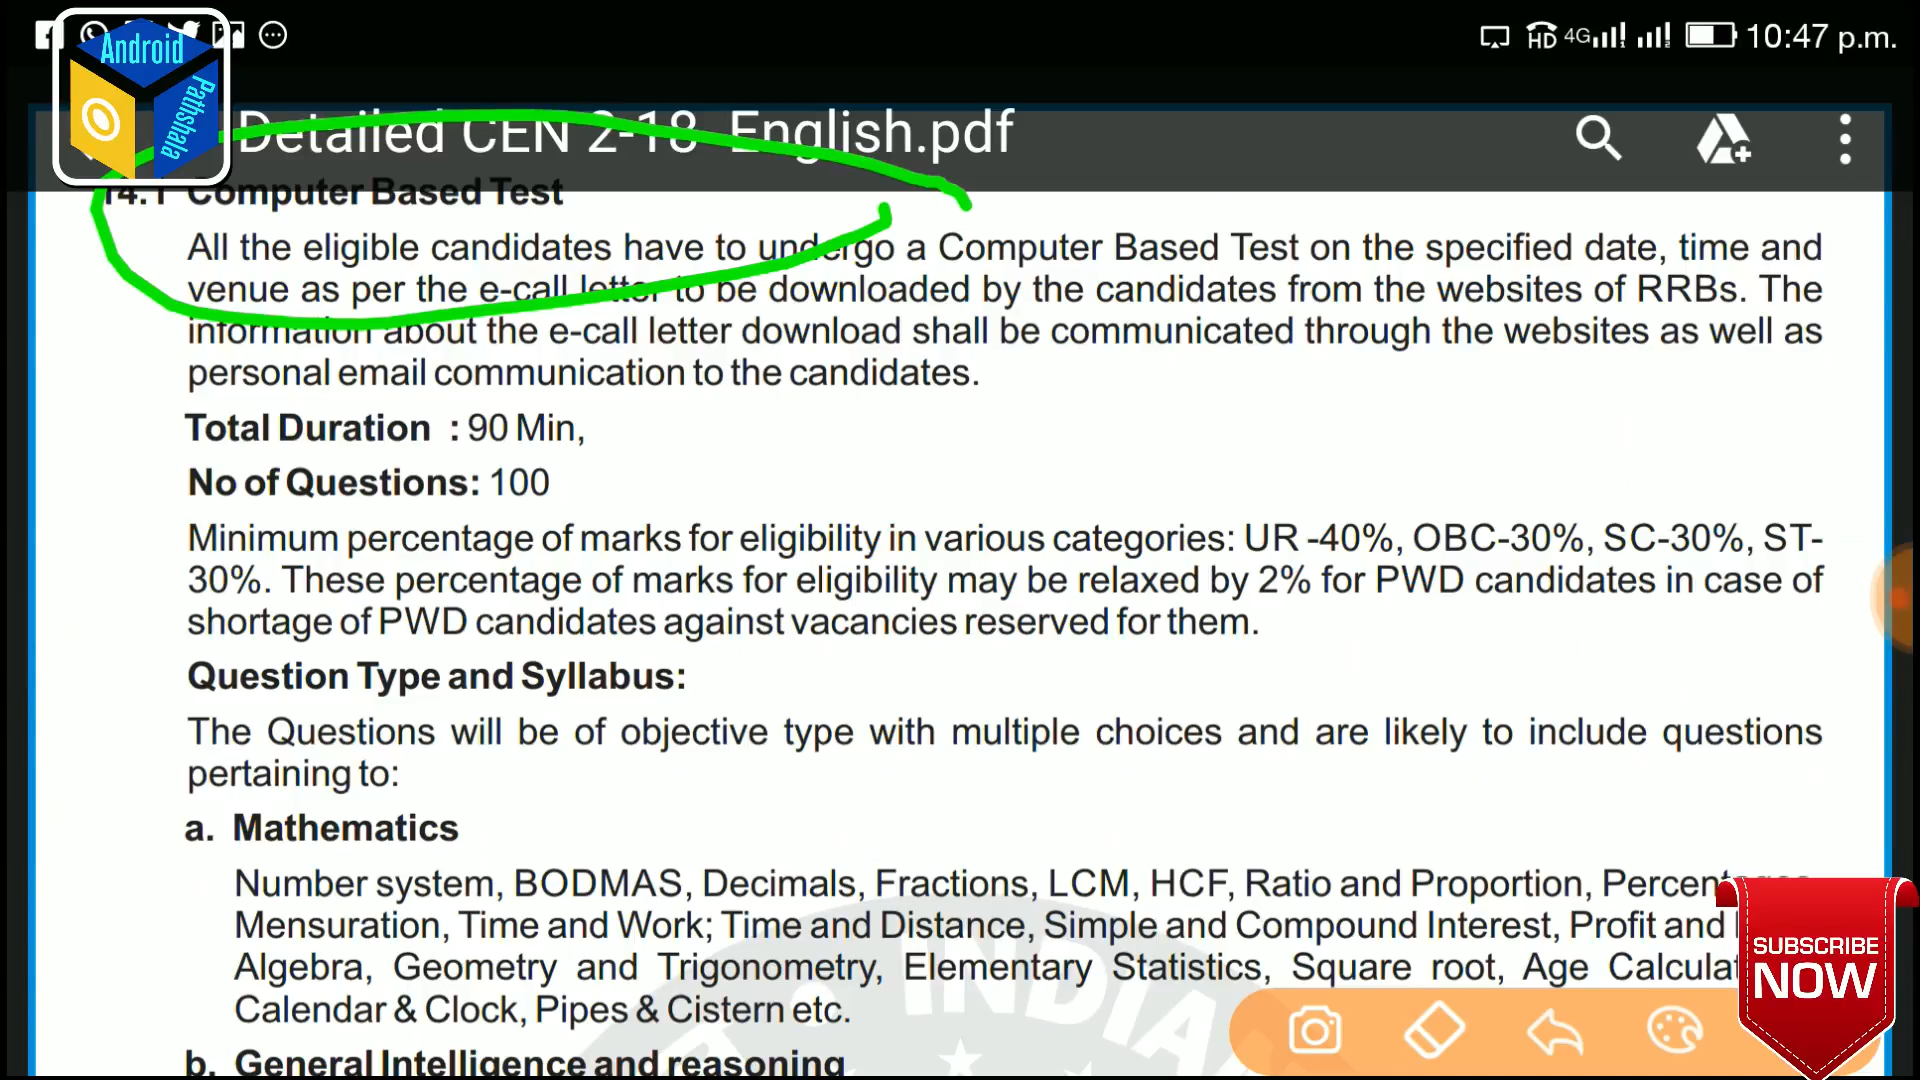 Android
Pathshala
HD 4G 10:47 p.m.
Detailed CEN 2-18 English.pdf
14.1 Computer Based Test
All the eligible candidates have to undergo a Computer Based Test on the specified date, time and
venue as per the e-call letter to be downloaded by the candidates from the websites of RRBs. The
information about the e-call letter download shall be communicated through the websites as well as
personal email communication to the candidates.
Total Duration : 90 Min,
No of Questions: 100
Minimum percentage of marks for eligibility in various categories: UR -40%, OBC-30%, SC-30%, ST-
30%. These percentage of marks for eligibility may be relaxed by 2% for PWD candidates in case of
shortage of PWD candidates against vacancies reserved for them.
Question Type and Syllabus:
The Questions will be of objective type with multiple choices and are likely to include questions
pertaining to:
a. Mathematics
Number system, BODMAS, Decimals, Fractions, LCM, HCF, Ratio and Proportion,
Mensuration, Time and Work; Time and Distance, Simple and Compound Interest, Profit and
Algebra, Geometry and Trigonometry, Elementary Statistics, Square root, Age
Calendar & Clock, Pipes & Cistern etc.
b. General Intelligence and reasoning
SUBSCRIBE
NOW